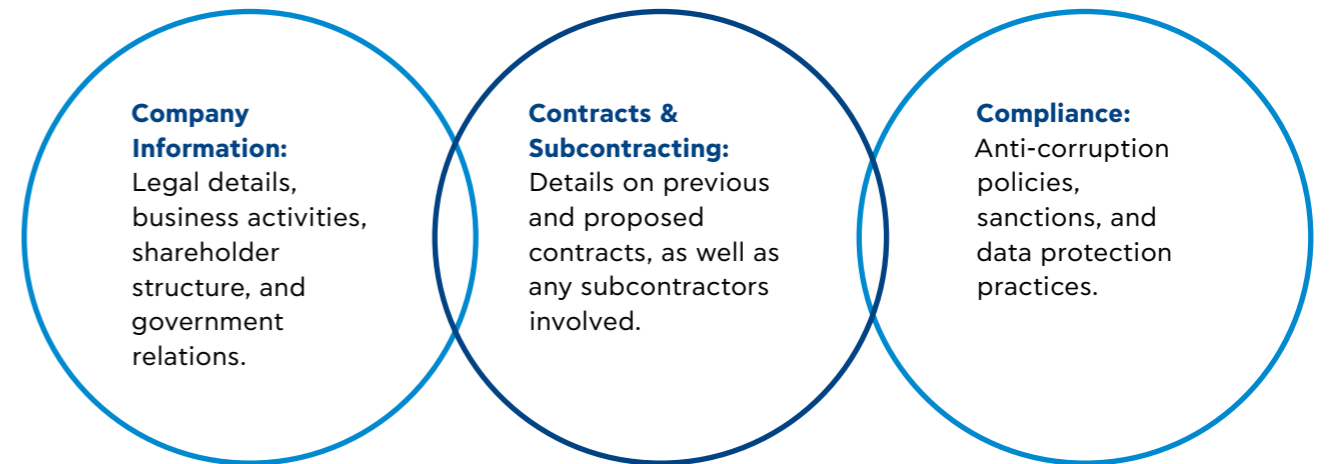 Company
Information:
Legal details,
business activities,
shareholder
structure, and
government
relations.
Contracts &
Subcontracting:
Details on previous
and proposed
contracts, as well as
any subcontractors
involved.
Compliance:
Anti-corruption
policies,
sanctions, and
data protection
practices.